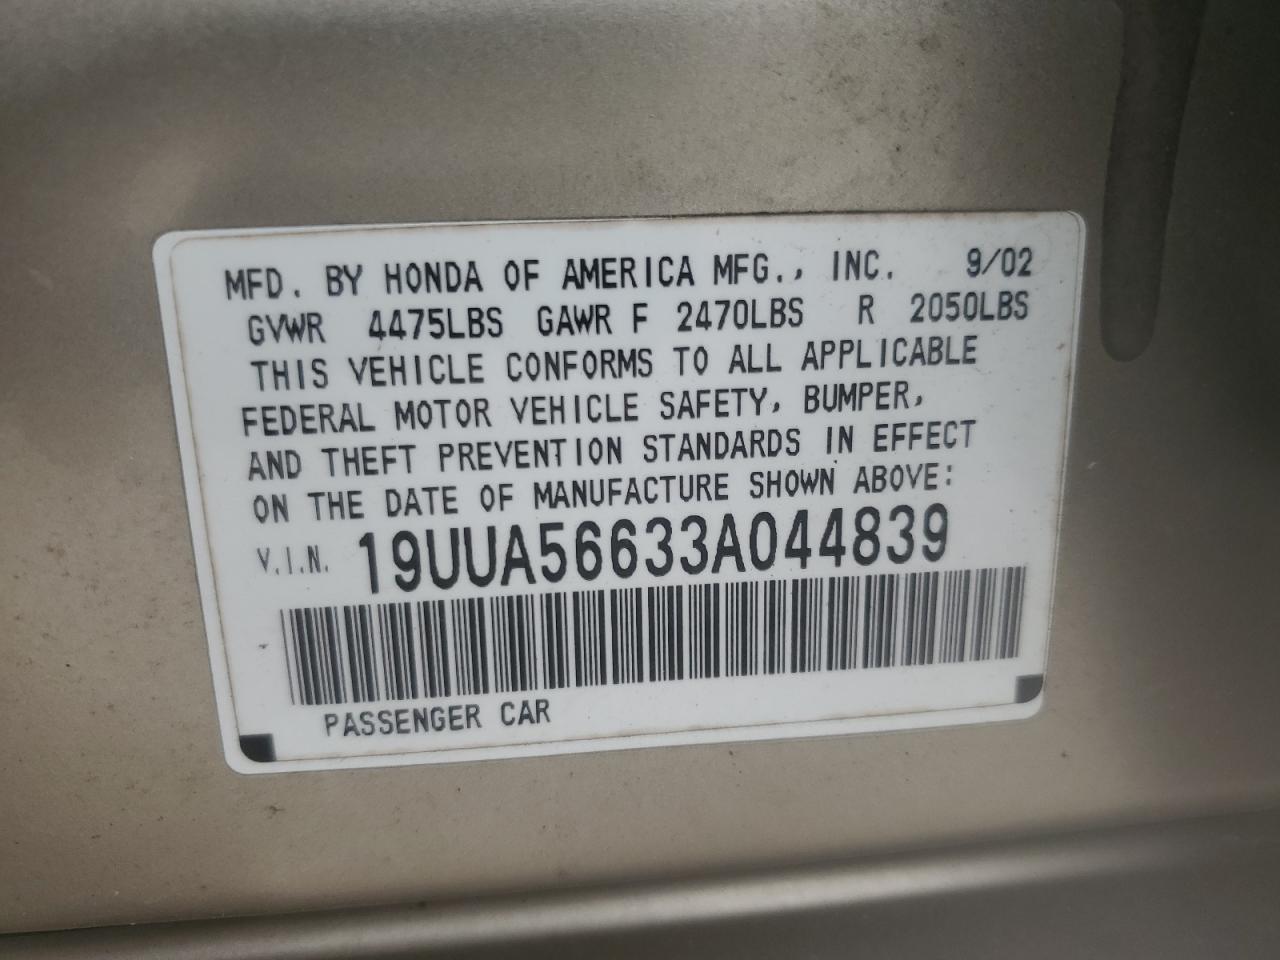 MFD. BY HONDA OF AMERICA MFG., INC. 9/02
GVWR 4475LBS GAWR F 2470LBS R 2050LBS
THIS VEHICLE CONFORMS TO ALL APPLICABLE
FEDERAL MOTOR VEHICLE SAFETY, BUMPER,
AND THEFT PREVENTION STANDARDS IN EFFECT
ON THE DATE OF MANUFACTURE SHOWN ABOVE:
V.I.N. 19UUA56633A044839
PASSENGER CAR